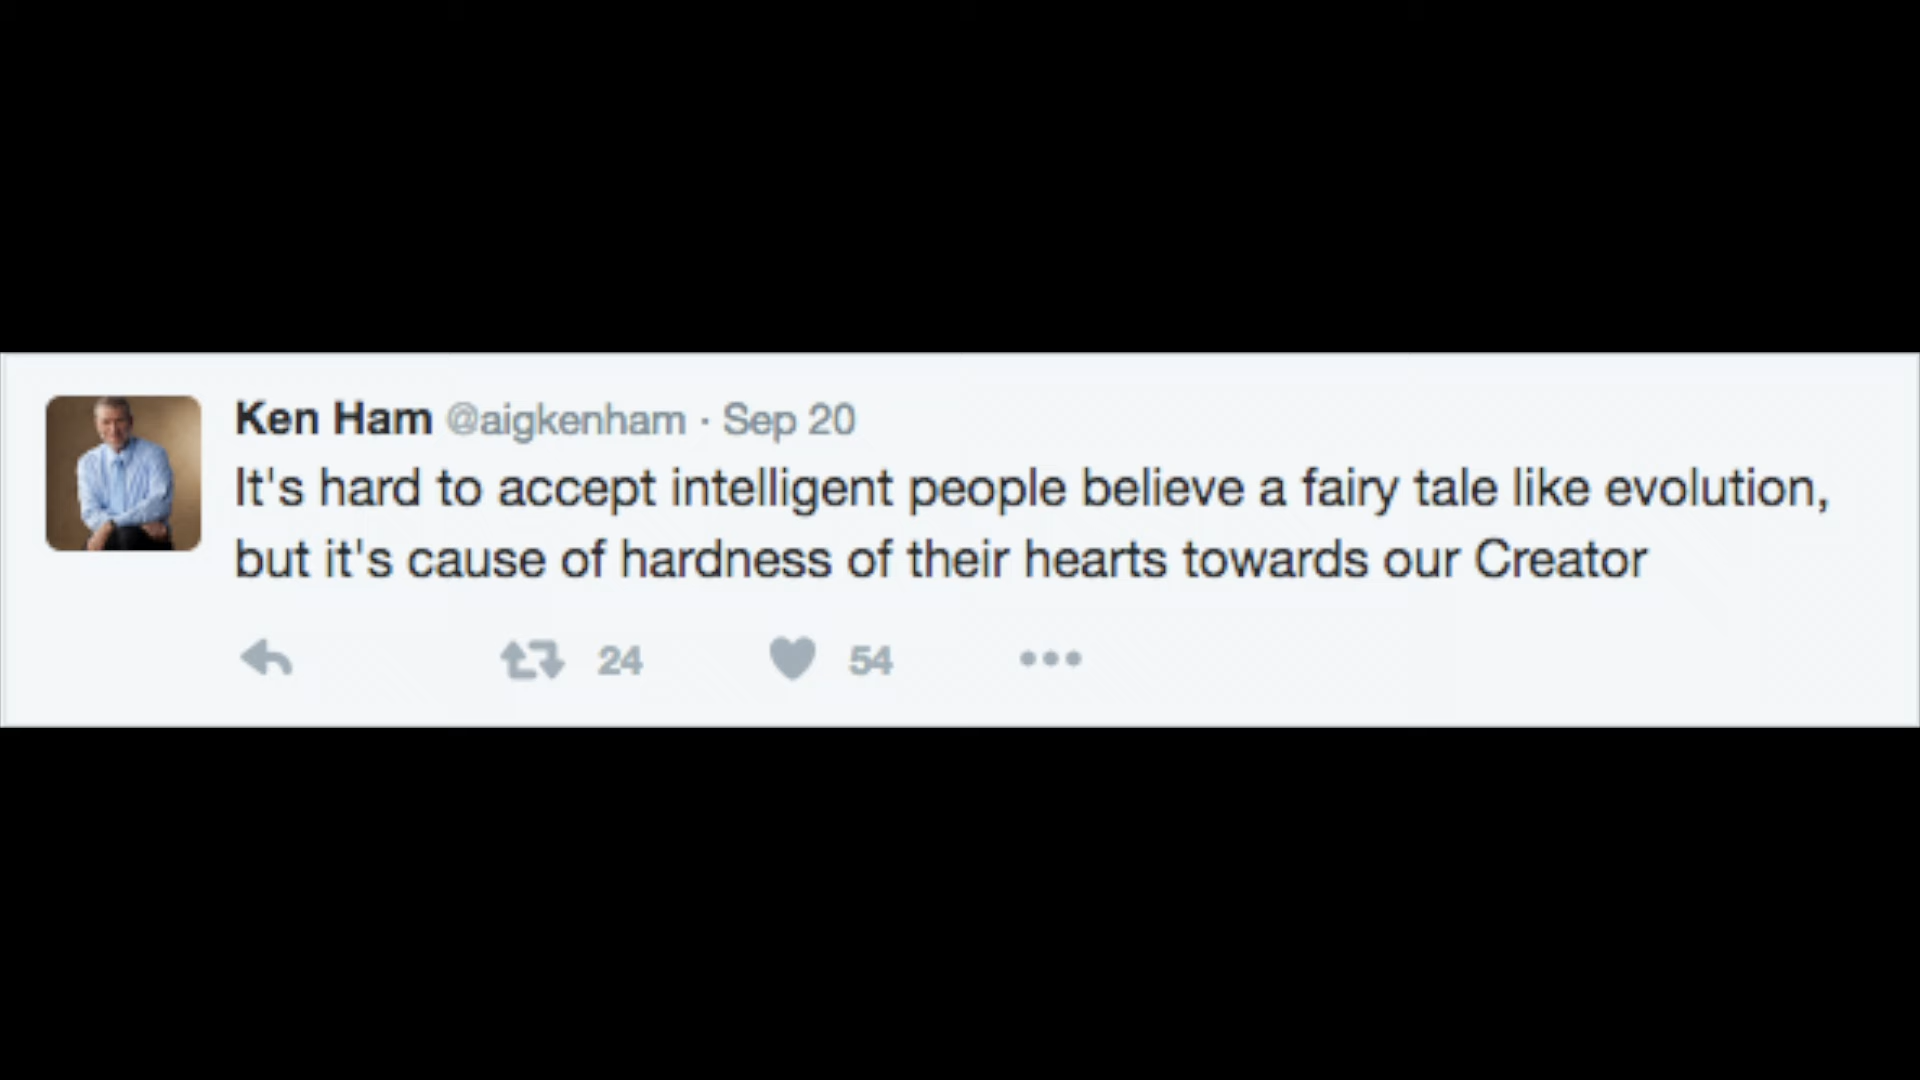 Ken Ham @aigkenham · Sep 20
It's hard to accept intelligent people believe a fairy tale like evolution,
but it's cause of hardness of their hearts towards our Creator
24 54